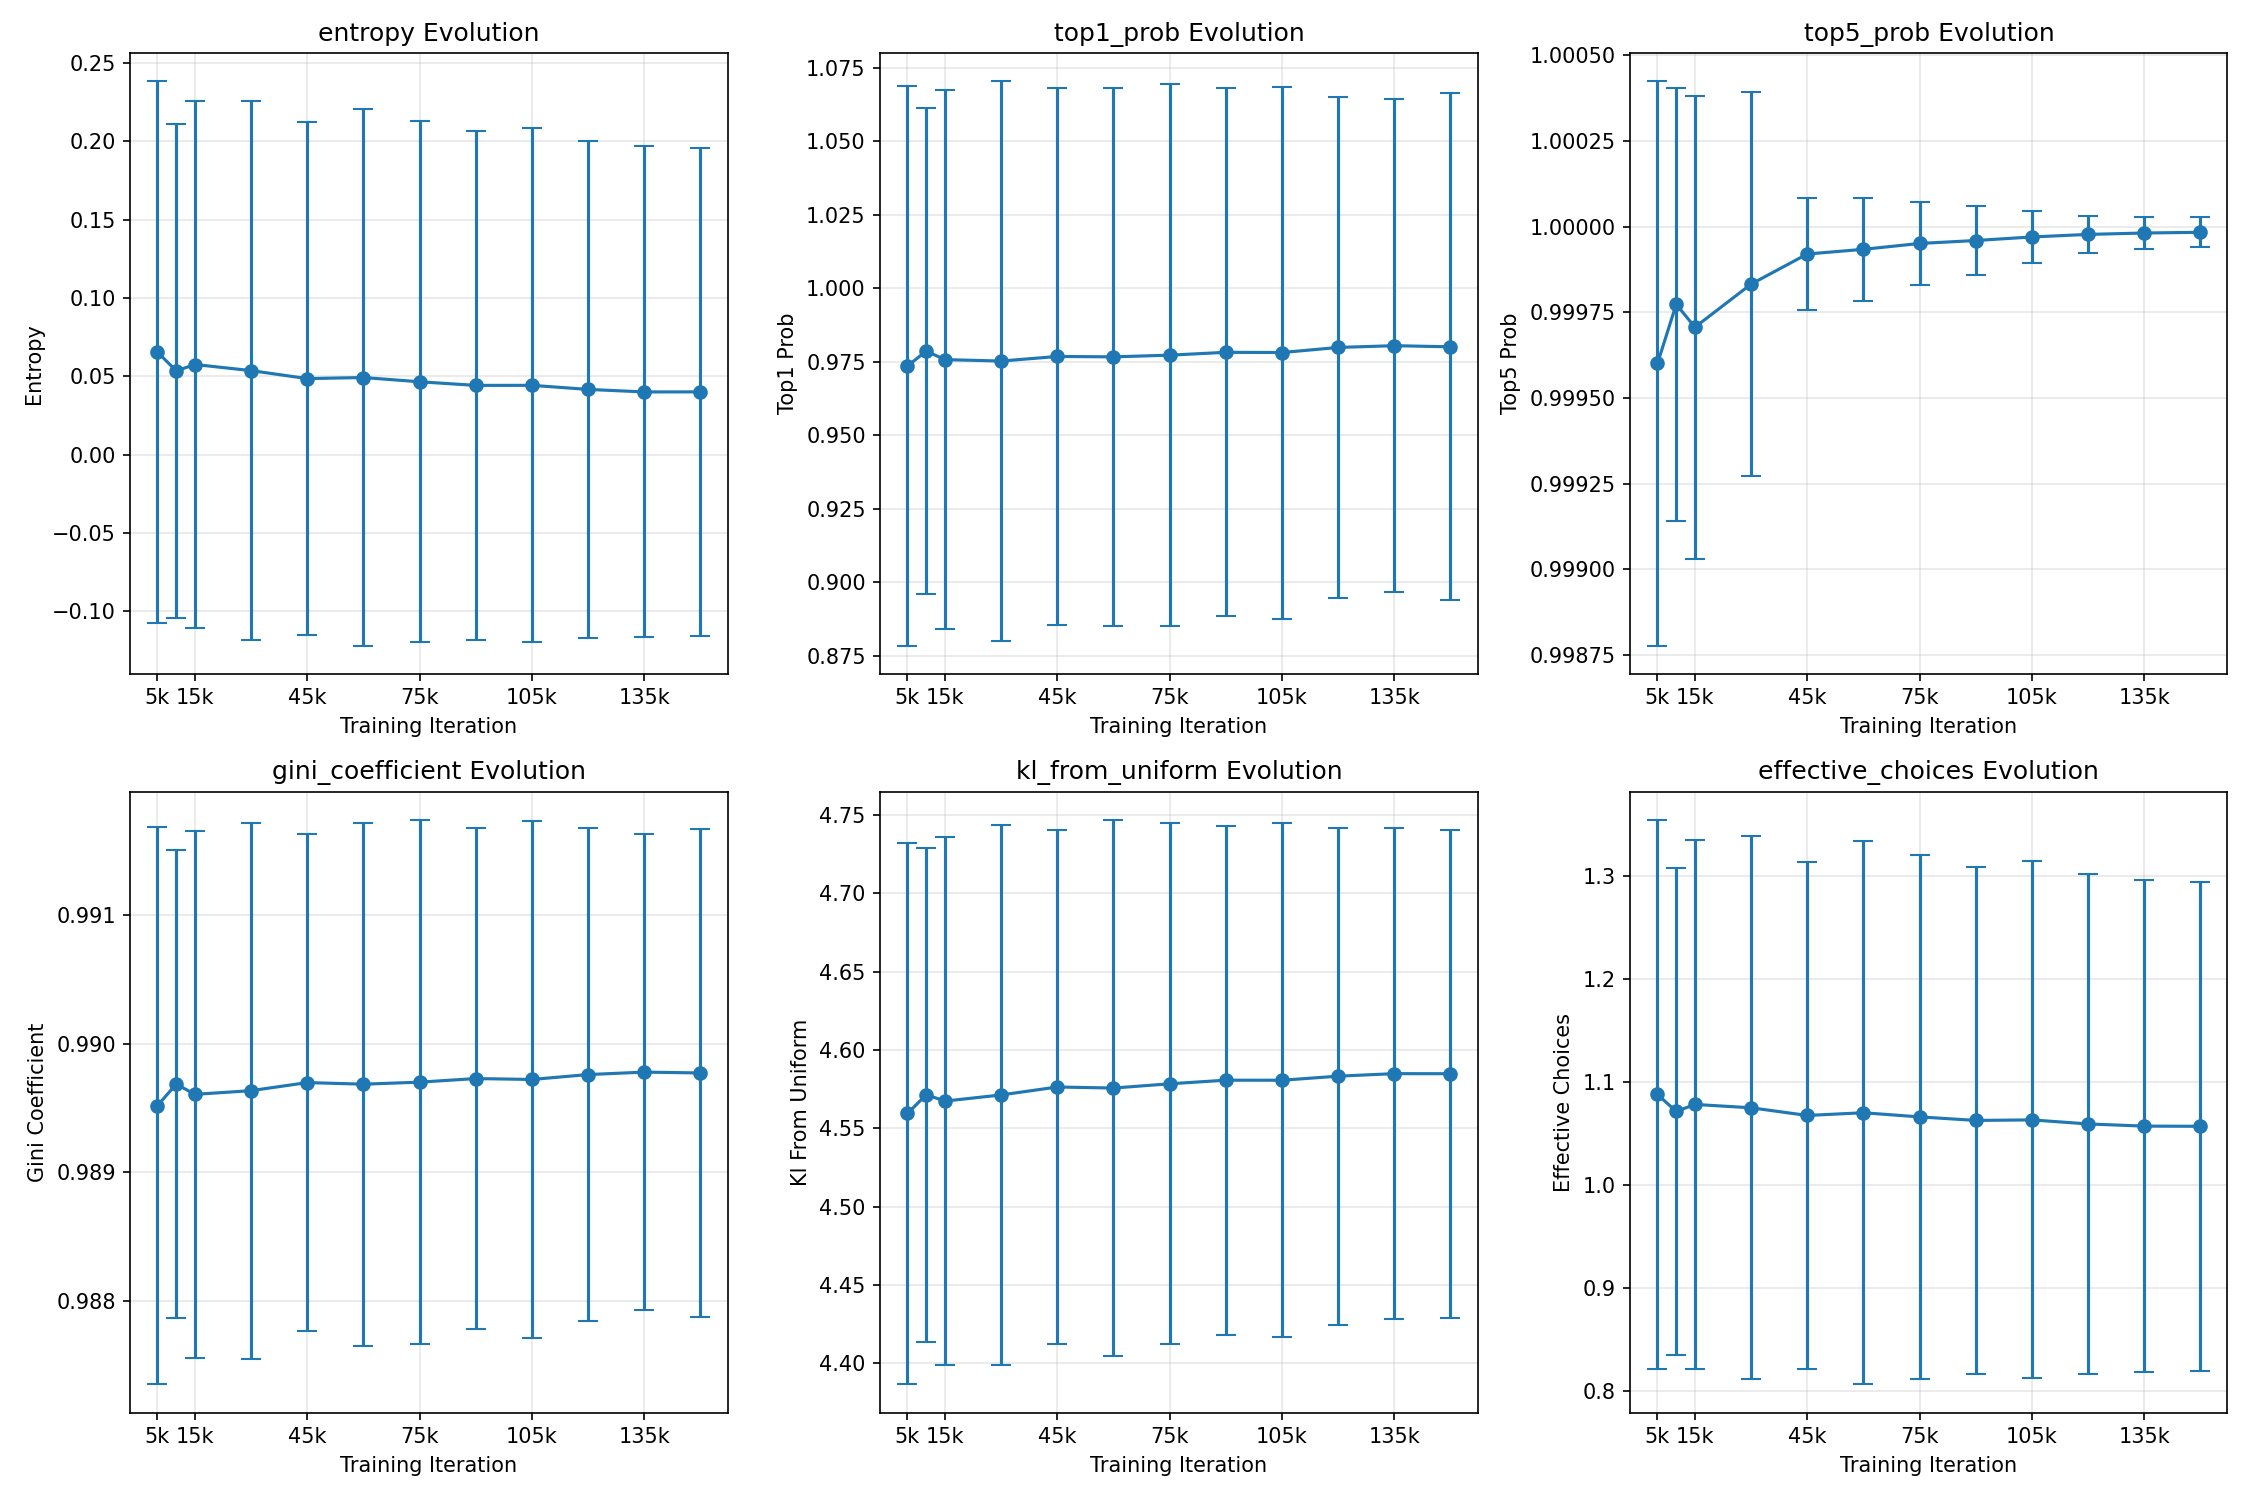 entropy Evolution
0.25
0.20
0.15
0.10
0.05
0.00
−0.05
−0.10
Entropy
5k 15k 45k 75k 105k 135k
Training Iteration
top1_prob Evolution
1.075
1.050
1.025
1.000
0.975
0.950
0.925
0.900
0.875
Top1 Prob
5k 15k 45k 75k 105k 135k
Training Iteration
top5_prob Evolution
1.00050
1.00025
1.00000
0.99975
0.99950
0.99925
0.99900
0.99875
Top5 Prob
5k 15k 45k 75k 105k 135k
Training Iteration
gini_coefficient Evolution
0.991
0.990
0.989
0.988
Gini Coefficient
5k 15k 45k 75k 105k 135k
Training Iteration
kl_from_uniform Evolution
4.75
4.70
4.65
4.60
4.55
4.50
4.45
4.40
Kl From Uniform
5k 15k 45k 75k 105k 135k
Training Iteration
effective_choices Evolution
1.3
1.2
1.1
1.0
0.9
0.8
Effective Choices
5k 15k 45k 75k 105k 135k
Training Iteration